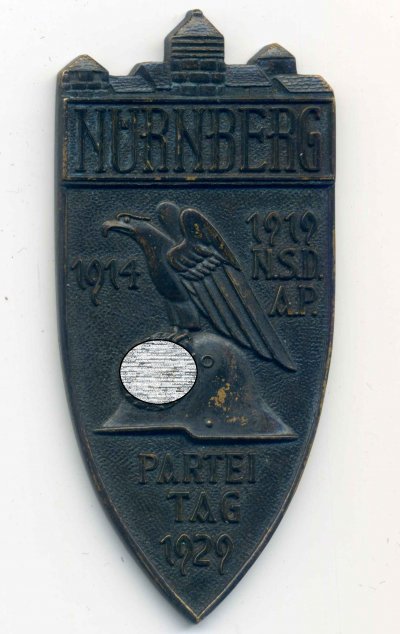 NÜRNBERG
1914
1919
N.S.D.
A.P.
PARTEI
TAG
1929